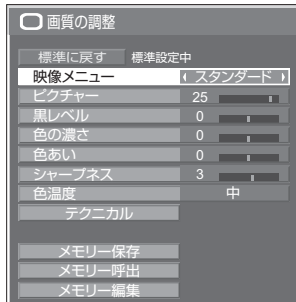 画質の調整
標準に戻す 標準設定中
映像メニュー スタンダード
ピクチャー 25
黒レベル 0
色の濃さ 0
色あい 0
シャープネス 3
色温度 中
テクニカル
メモリー保存
メモリー呼出
メモリー編集